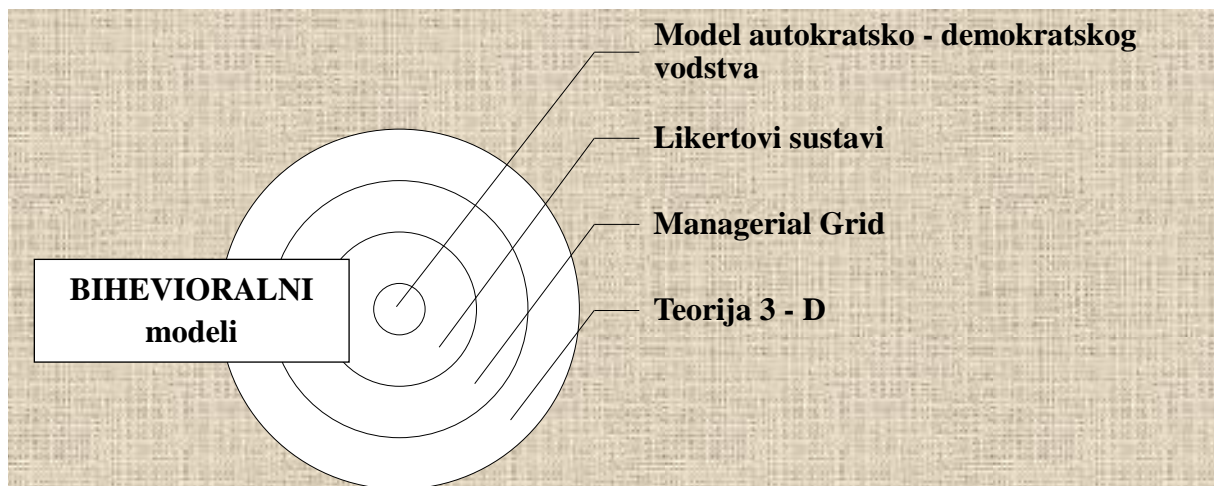 Model autokratsko - demokratskog
vodstva
Likertovi sustavi
Managerial Grid
BIHEVIORALNI
modeli
Teorija 3 - D